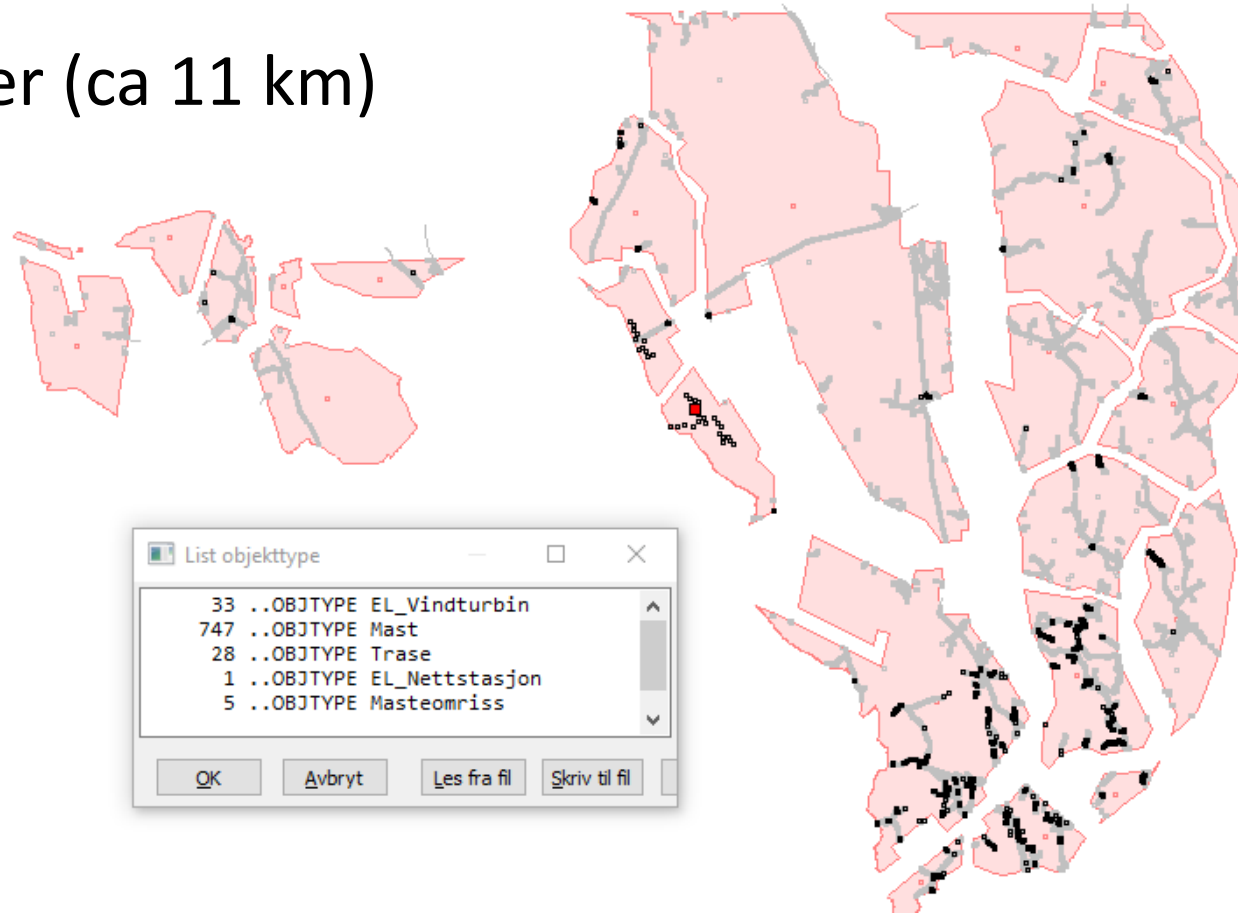 er (ca 11 km)
List objekttype
33 ..OBJTYPE EL_Vindturbin
747 ..OBJTYPE Mast
28 ..OBJTYPE Trase
1 ..OBJTYPE EL_Nettstasjon
5 ..OBJTYPE Masteomriss
OK Avbryt Les fra fil Skriv til fil